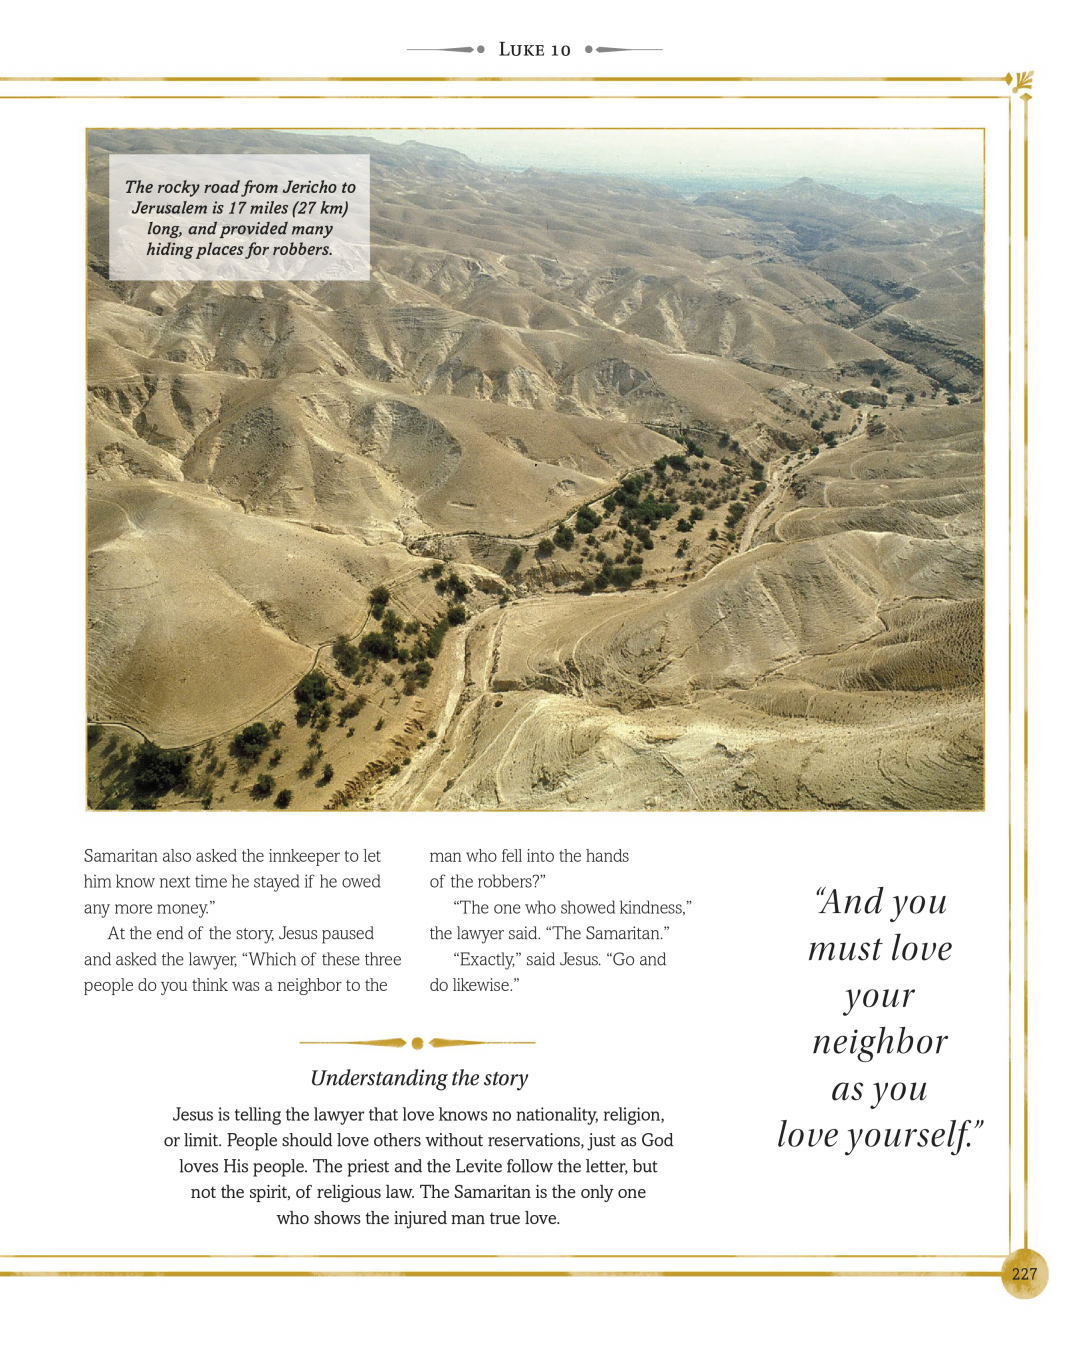 Luke 10
The rocky road from Jericho to
Jerusalem is 17 miles (27 km)
long, and provided many
hiding places for robbers.
Samaritan also asked the innkeeper to let
him know next time he stayed if he owed
any more money.”
At the end of the story, Jesus paused
and asked the lawyer, “Which of these three
people do you think was a neighbor to the
man who fell into the hands
of the robbers?”
“The one who showed kindness,”
the lawyer said. “The Samaritan.”
“Exactly,” said Jesus. “Go and
do likewise.”
“And you
must love
your
neighbor
as you
love yourself.”
Understanding the story
Jesus is telling the lawyer that love knows no nationality, religion,
or limit. People should love others without reservations, just as God
loves His people. The priest and the Levite follow the letter, but
not the spirit, of religious law. The Samaritan is the only one
who shows the injured man true love.
227